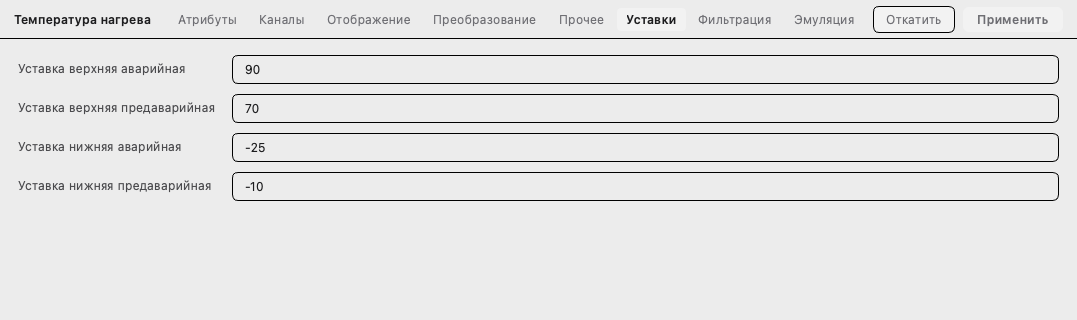 Температура нагрева Атрибуты Каналы Отображение Преобразование Прочее Уставки Фильтрация Эмуляция Откатить Применить
Уставка верхняя аварийная 90
Уставка верхняя предаварийная 70
Уставка нижняя аварийная -25
Уставка нижняя предаварийная -10